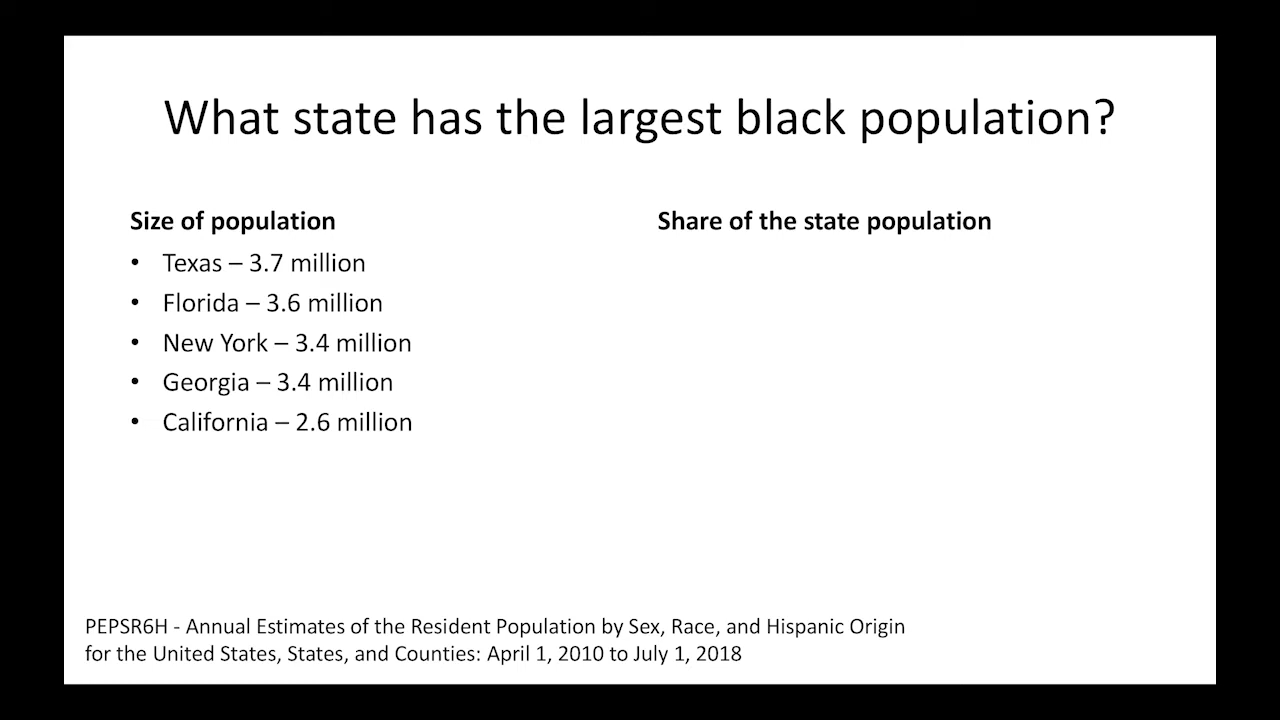 What state has the largest black population?
Size of population
• Texas – 3.7 million
• Florida – 3.6 million
• New York – 3.4 million
• Georgia – 3.4 million
• California – 2.6 million
Share of the state population
PEPSR6H - Annual Estimates of the Resident Population by Sex, Race, and Hispanic Origin
for the United States, States, and Counties: April 1, 2010 to July 1, 2018